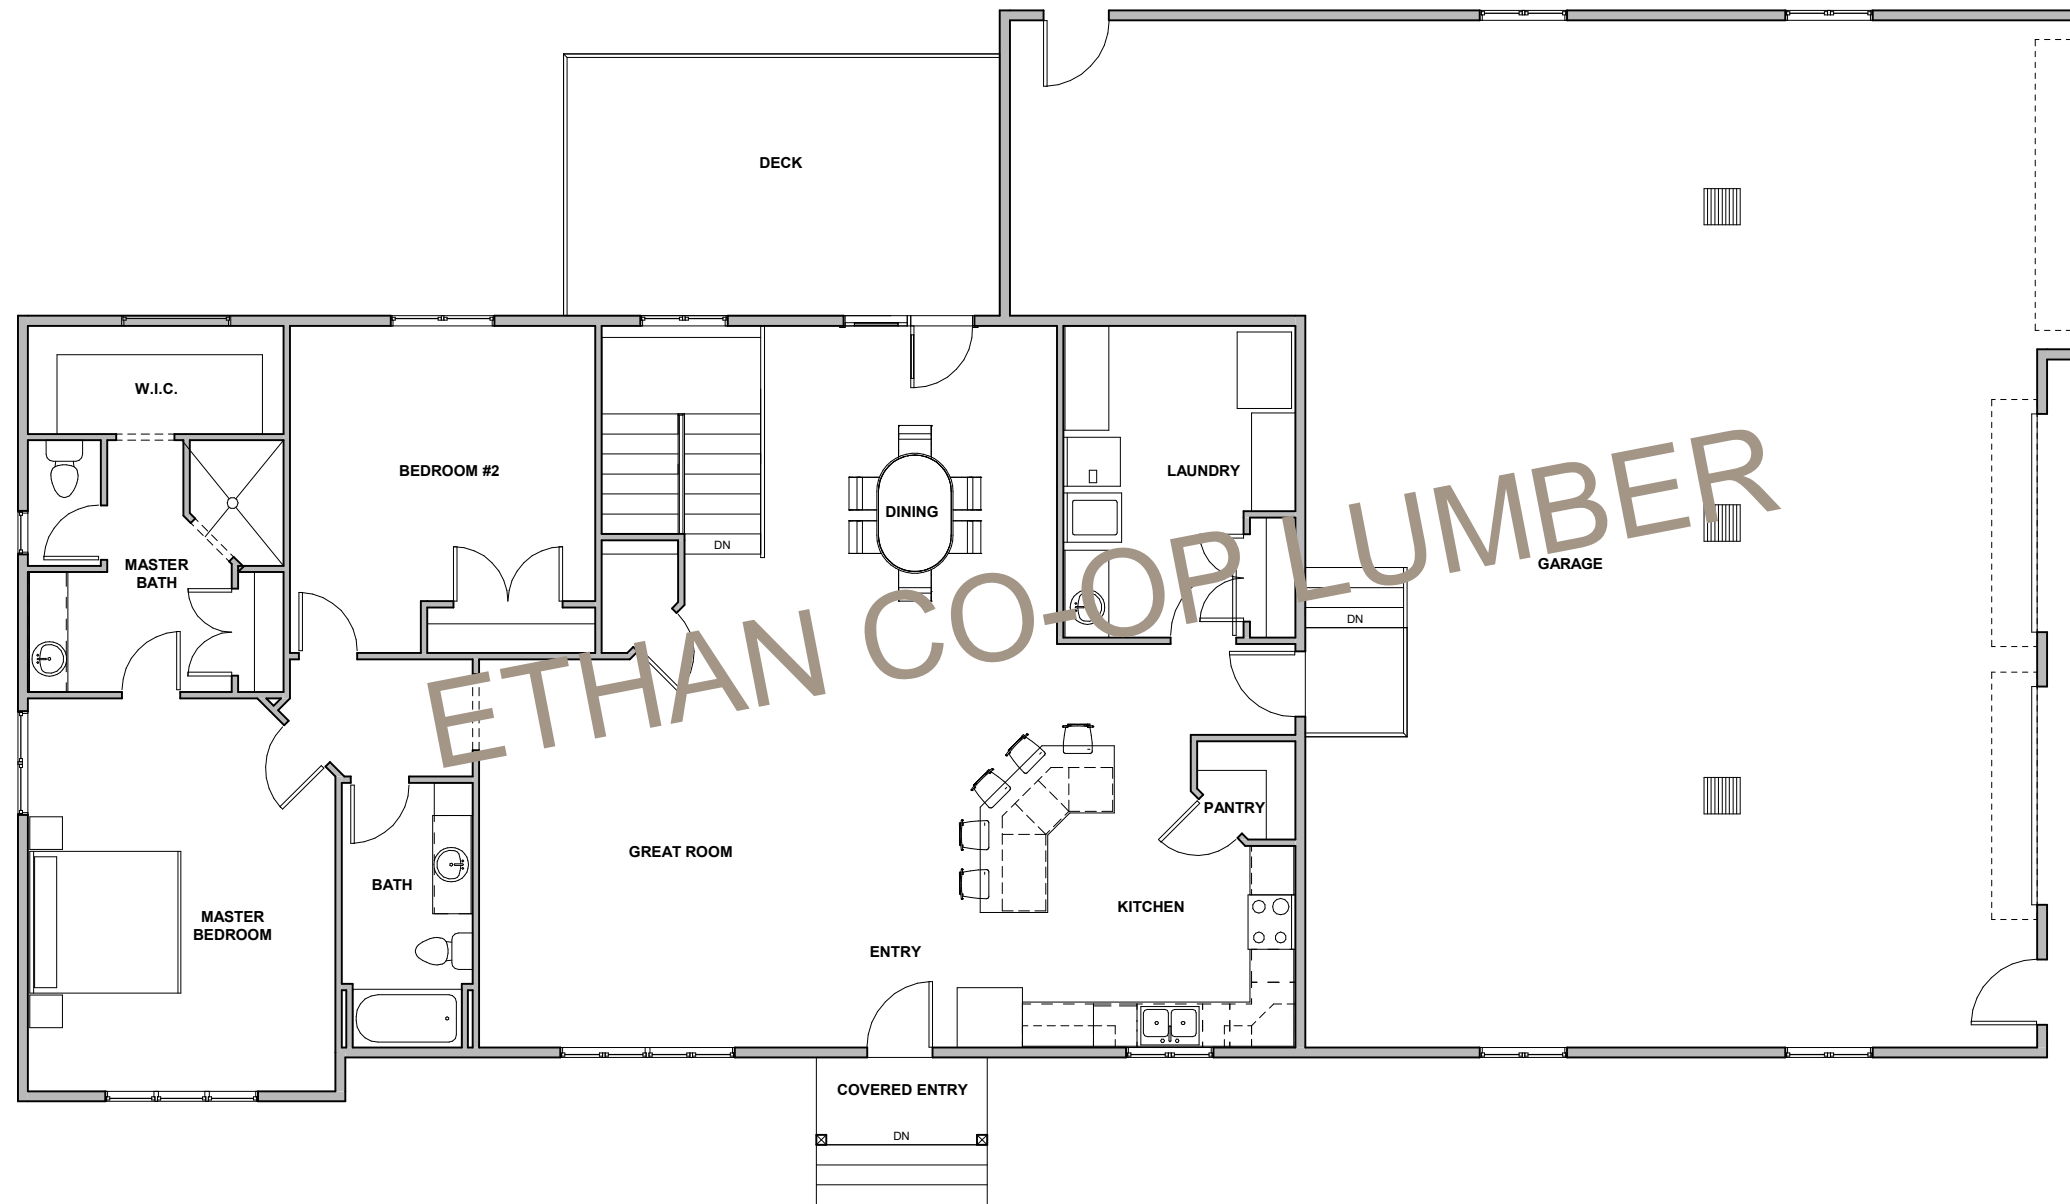 DECK
W.I.C.
BEDROOM #2
LAUNDRY
DINING
DN
MASTER
BATH
GARAGE
DN
ETHAN CO-OP LUMBER
PANTRY
GREAT ROOM
BATH
KITCHEN
MASTER
BEDROOM
ENTRY
COVERED ENTRY
DN